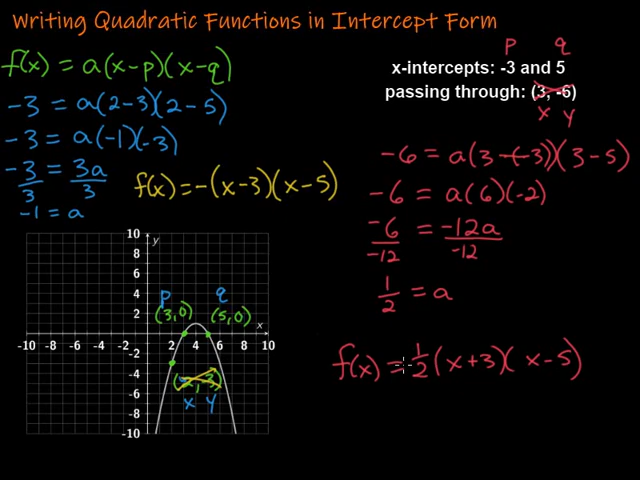 Writing Quadratic Functions in Intercept Form
f(x) = a(x-p)(x-q)
-3 = a(2-3)(2-5)
-3 = a(-1)(-3)
-3 = 3a
3 3
-1 = a
f(x) = -(x-3)(x-5)
p q
x-intercepts: -3 and 5
passing through: (3, -6)
x y
-6 = a(3-(-3))(3-5)
-6 = a(6)(-2)
-6 = -12a
-12 -12
1/2 = a
f(x) = 1/2 (x+3)(x-5)
10 y
8
6
4
2
p q
(3,0) (5,0)
x
-10 -8 -6 -4 -2 2 4 6 8 10
-2
-4
-6
-8
-10
x y